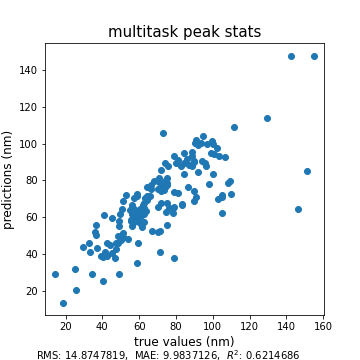 multitask peak stats
predictions (nm)
140
120
100
80
60
40
20
20 40 60 80 100 120 140 160
true values (nm)
RMS: 14.8747819, MAE: 9.9837126, R²: 0.6214686